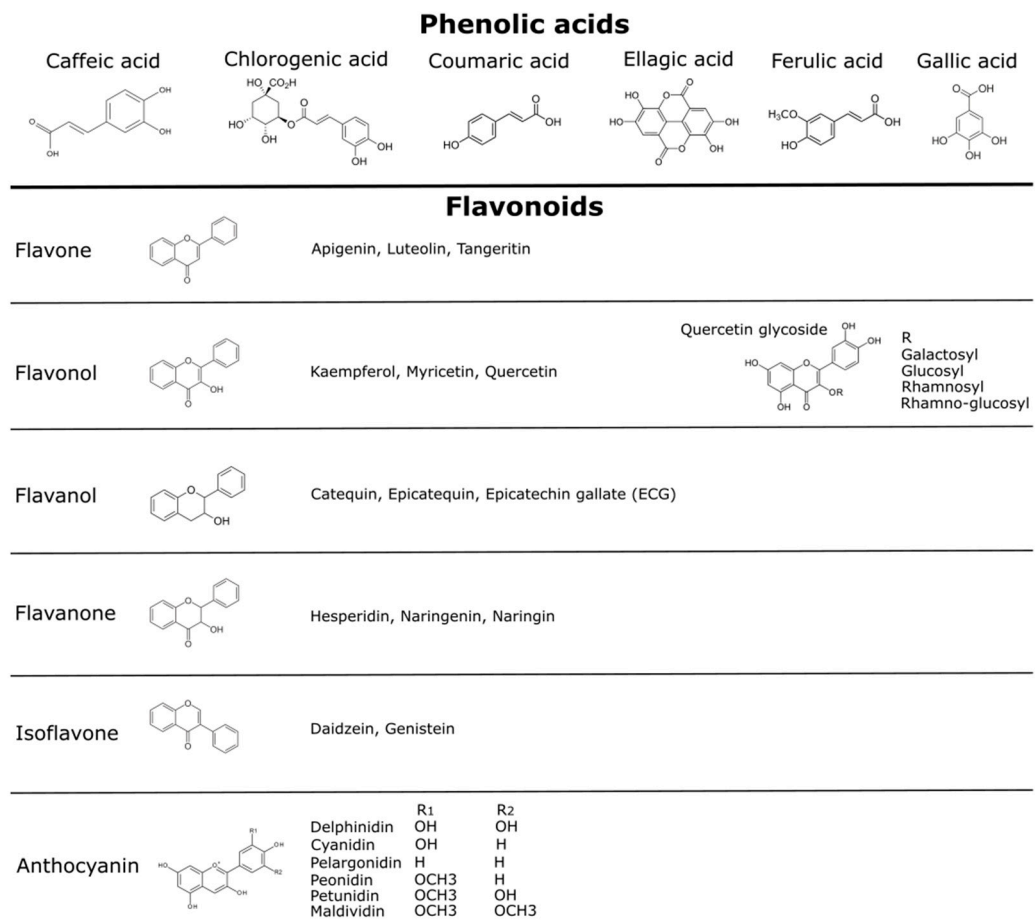 Phenolic acids
Caffeic acid Chlorogenic acid Coumaric acid Ellagic acid Ferulic acid Gallic acid
O OH OH OH
HO CO₂H HO OH O O OH OH
HO O OH
HO HO O O O O OH OH
H₃CO HO O OH
O OH HO OH OH
Flavonoids
Flavone
O O
Apigenin, Luteolin, Tangeritin
Flavonol
O OH O
Kaempferol, Myricetin, Quercetin
Quercetin glycoside
HO O OH OH OR OH O
R
Galactosyl
Glucosyl
Rhamnosyl
Rhamno-glucosyl
Flavanol
O OH
Catequin, Epicatequin, Epicatechin gallate (ECG)
Flavanone
O OH O
Hesperidin, Naringenin, Naringin
Isoflavone
O O
Daidzein, Genistein
Anthocyanin
R1 OH HO O⁺ R2 OH OH
R1 R2
Delphinidin OH OH
Cyanidin OH H
Pelargonidin H H
Peonidin OCH3 H
Petunidin OCH3 OH
Maldividin OCH3 OCH3